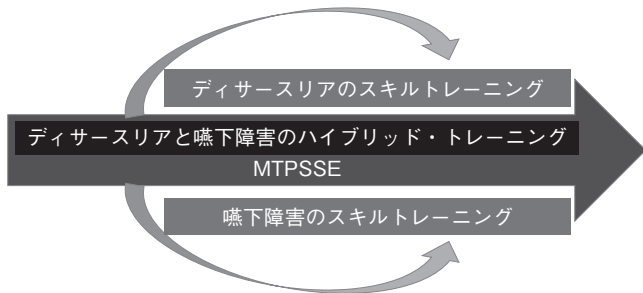 ディサースリアのスキルトレーニング
ディサースリアと嚥下障害のハイブリッド・トレーニング
MTPSSE
嚥下障害のスキルトレーニング